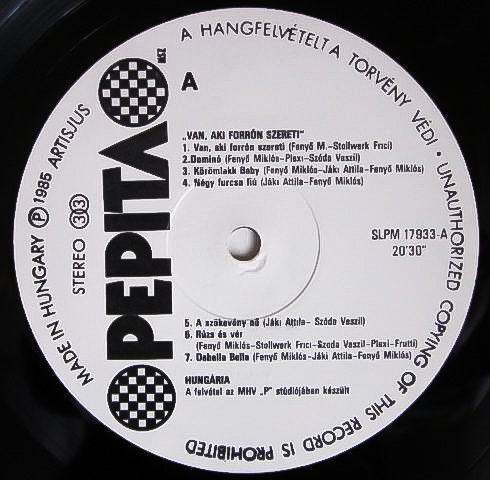 A HANGFELVÉTELT A TÖRVÉNY VÉDI • UNAUTHORIZED COPYING OF THIS RECORD IS PROHIBITED
MADE IN HUNGARY Ⓟ 1985 ARTISJUS
STEREO 33
PEPITA
MSZ
A
„VAN, AKI FORRÓN SZERETI"
1. Van, aki forrón szereti (Fenyő M.-Stollwerk Frici)
2.Dominó (Fenyő Miklós-Plexi-Szóda Vaszil)
3. Körömlakk Baby (Fenyő Miklós-Jáki Attila-Fenyő Miklós)
4. Négy furcsa fiú (Jáki Attila-Fenyő Miklós)
SLPM 17933-A
20'30"
5. A szökevény nő (Jáki Attila- Szóda Vaszil)
6. Rúzs és vér
(Fenyő Miklós-Stollwerk Frici-Szóda Vaszil-Plexi-Frutti)
7. Dobella Bella (Fenyő Miklós-Jáki Attila-Fenyő Miklós)
HUNGÁRIA
A felvétel az MHV „P" stúdiójában készült